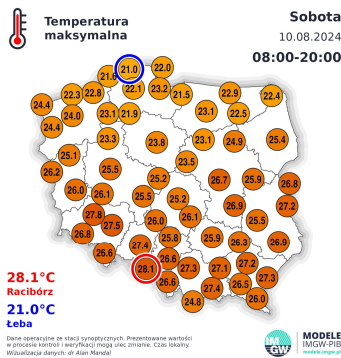 Temperatura
maksymalna
Sobota
10.08.2024
08:00-20:00
21.0 22.0
21.6
22.3 22.8 22.1 23.2 21.5 22.9 22.4
24.4 24.0 23.1 21.9 23.1 22.5
24.4
23.3 23.8 23.1 24.9 25.4
25.1 23.5
26.2 25.5 25.2 26.7 25.9 26.8
26.0 26.1 25.5 25.2
27.8 26.0 26.1 26.9 27.2
27.5 25.5
26.8 27.4 25.8 25.9 26.3 26.9
26.6 26.6
28.1 27.3 27.1 27.2
26.6 27.4 26.5 27.3
24.8 26.0
28.1°C
Racibórz
21.0°C
Łeba
Dane operacyjne ze stacji synoptycznych. Prezentowane wartości
w procesie kontroli i weryfikacji mogą ulec zmianie. Czas lokalny.
Wizualizacja danych: dr Alan Mandal
IM
GW
MODELE
IMGW-PIB
modele.imgw.pl